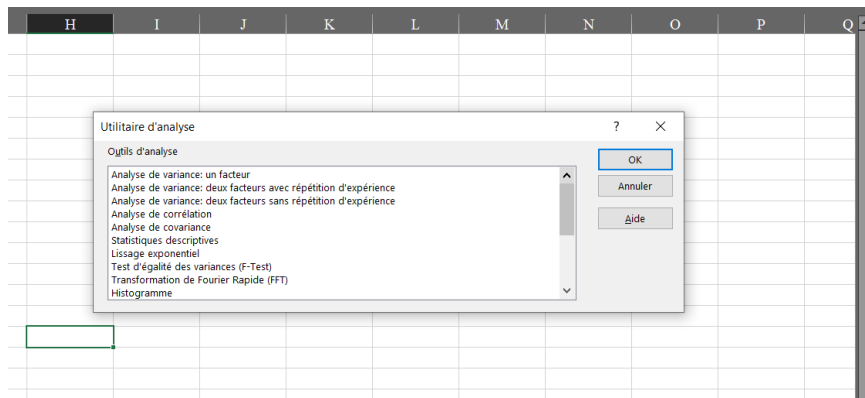 H I J K L M N O P Q
Utilitaire d'analyse ?
Outils d'analyse
OK
Analyse de variance: un facteur
Analyse de variance: deux facteurs avec répétition d'expérience
Annuler
Analyse de variance: deux facteurs sans répétition d'expérience
Analyse de corrélation
Aide
Analyse de covariance
Statistiques descriptives
Lissage exponentiel
Test d'égalité des variances (F-Test)
Transformation de Fourier Rapide (FFT)
Histogramme